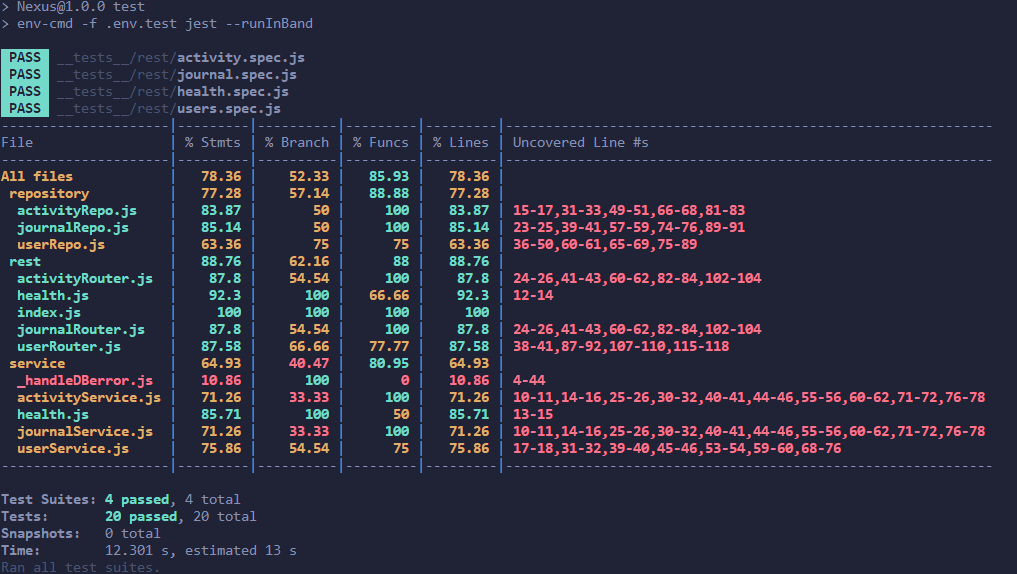 > Nexus@1.0.0 test
> env-cmd -f .env.test jest --runInBand
PASS __tests__/rest/activity.spec.js
PASS __tests__/rest/journal.spec.js
PASS __tests__/rest/health.spec.js
PASS __tests__/rest/users.spec.js
---------------------|---------|----------|---------|---------|-----------------------------------------------------------
File | % Stmts | % Branch | % Funcs | % Lines | Uncovered Line #s
---------------------|---------|----------|---------|---------|-----------------------------------------------------------
All files | 78.36 | 52.33 | 85.93 | 78.36 |
repository | 77.28 | 57.14 | 88.88 | 77.28 |
activityRepo.js | 83.87 | 50 | 100 | 83.87 | 15-17,31-33,49-51,66-68,81-83
journalRepo.js | 85.14 | 50 | 100 | 85.14 | 23-25,39-41,57-59,74-76,89-91
userRepo.js | 63.36 | 75 | 75 | 63.36 | 36-50,60-61,65-69,75-89
rest | 88.76 | 62.16 | 88 | 88.76 |
activityRouter.js | 87.8 | 54.54 | 100 | 87.8 | 24-26,41-43,60-62,82-84,102-104
health.js | 92.3 | 100 | 66.66 | 92.3 | 12-14
index.js | 100 | 100 | 100 | 100 |
journalRouter.js | 87.8 | 54.54 | 100 | 87.8 | 24-26,41-43,60-62,82-84,102-104
userRouter.js | 87.58 | 66.66 | 77.77 | 87.58 | 38-41,87-92,107-110,115-118
service | 64.93 | 40.47 | 80.95 | 64.93 |
_handleDBerror.js | 10.86 | 100 | 0 | 10.86 | 4-44
activityService.js | 71.26 | 33.33 | 100 | 71.26 | 10-11,14-16,25-26,30-32,40-41,44-46,55-56,60-62,71-72,76-78
health.js | 85.71 | 100 | 50 | 85.71 | 13-15
journalService.js | 71.26 | 33.33 | 100 | 71.26 | 10-11,14-16,25-26,30-32,40-41,44-46,55-56,60-62,71-72,76-78
userService.js | 75.86 | 54.54 | 75 | 75.86 | 17-18,31-32,39-40,45-46,53-54,59-60,68-76
---------------------|---------|----------|---------|---------|-----------------------------------------------------------
Test Suites: 4 passed, 4 total
Tests: 20 passed, 20 total
Snapshots: 0 total
Time: 12.301 s, estimated 13 s
Ran all test suites.